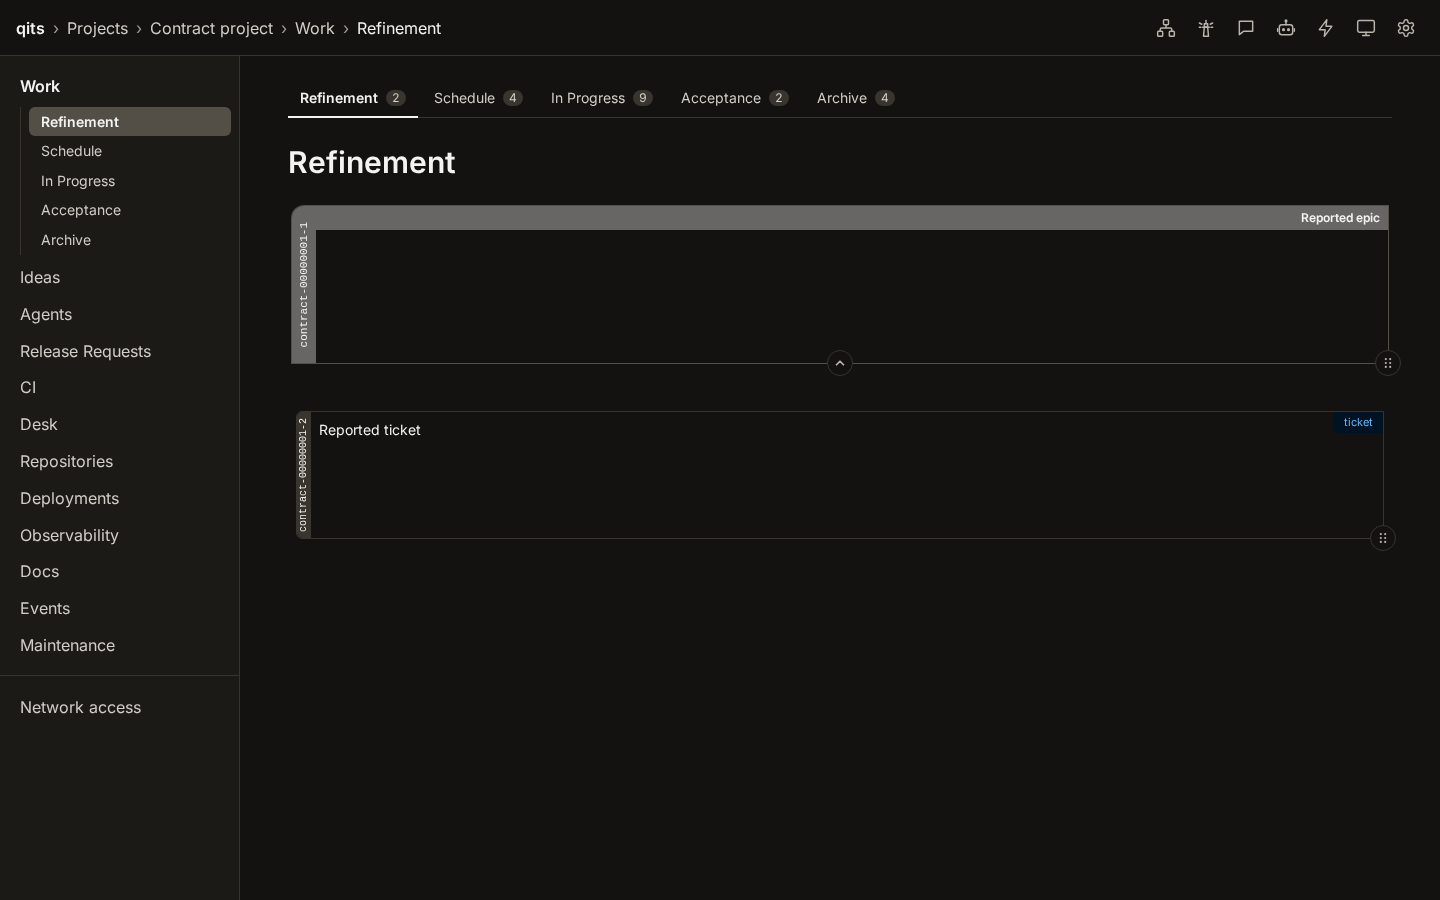 qits › Projects › Contract project › Work › Refinement
Work
Refinement
Schedule
In Progress
Acceptance
Archive
Ideas
Agents
Release Requests
CI
Desk
Repositories
Deployments
Observability
Docs
Events
Maintenance
Network access
Refinement 2 Schedule 4 In Progress 9 Acceptance 2 Archive 4
Refinement
Reported epic
contract-00000001-1
contract-00000001-2
Reported ticket
ticket